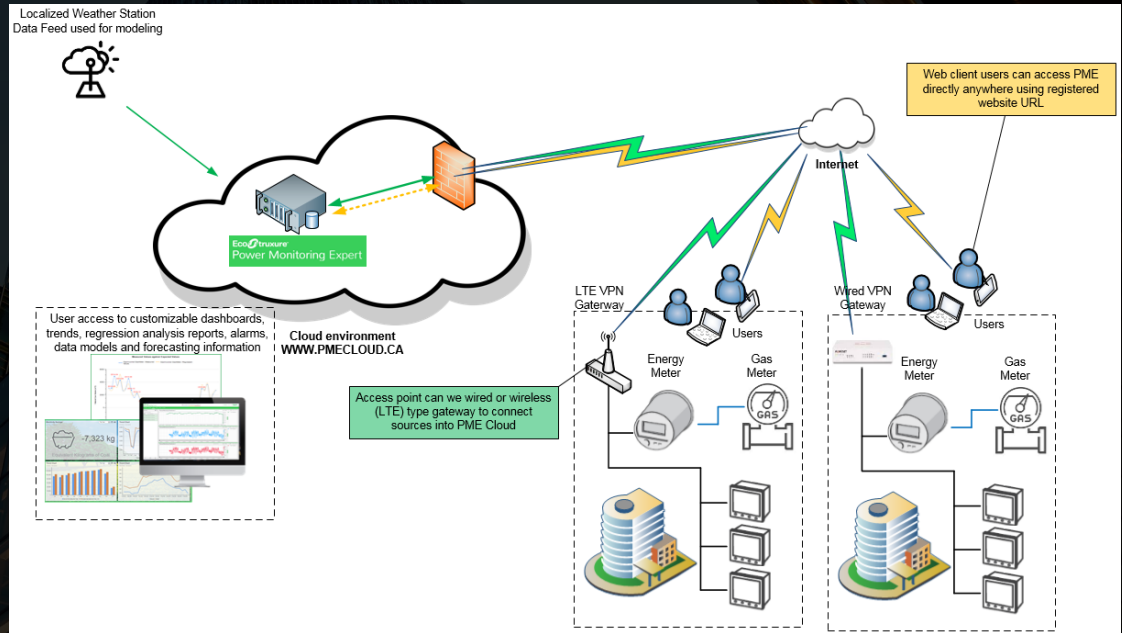 Localized Weather Station
Data Feed used for modeling
Web client users can access PME
directly anywhere using registered
website URL
Internet
EcoStruxure
Power Monitoring Expert
Cloud environment
WWW.PMECLOUD.CA
User access to customizable dashboards,
trends, regression analysis reports, alarms,
data models and forecasting information
-7,323 kg
Access point can we wired or wireless
(LTE) type gateway to connect
sources into PME Cloud
LTE VPN
Gaterway
Users
Energy
Meter
Gas
Meter
GAS
Wired VPN
Gateway
Users
Energy
Meter
Gas
Meter
GAS